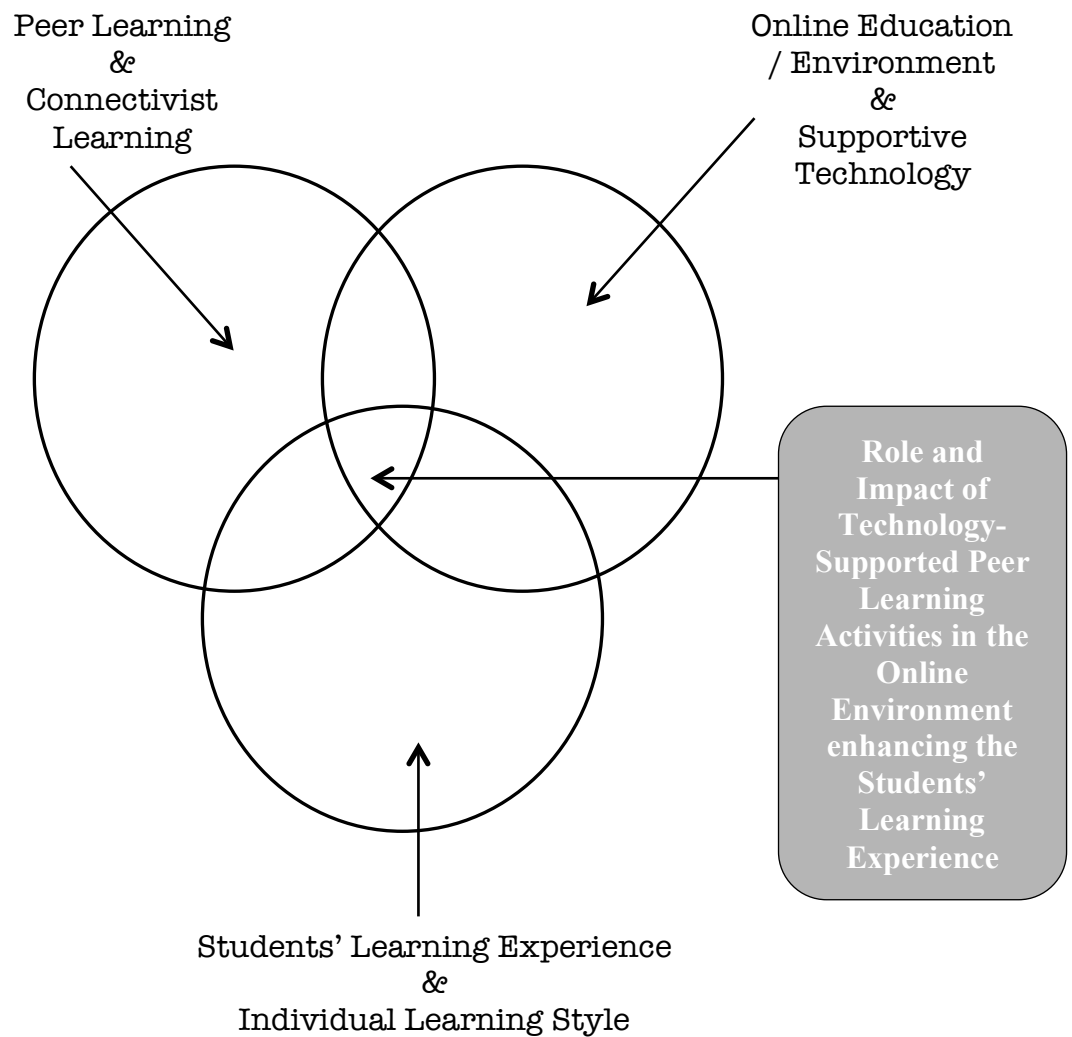 Peer Learning
&
Connectivist
Learning
Online Education
/ Environment
&
Supportive
Technology
Role and
Impact of
Technology-
Supported Peer
Learning
Activities in the
Online
Environment
enhancing the
Students’
Learning
Experience
Students’ Learning Experience
&
Individual Learning Style